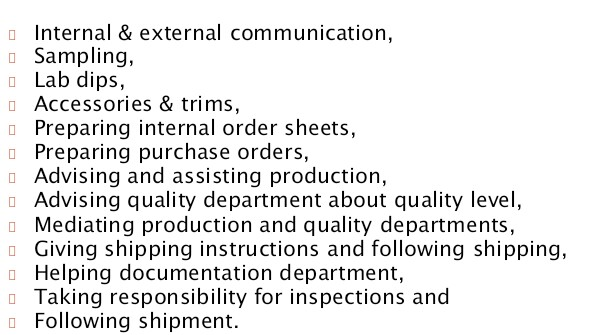 Internal & external communication,
Sampling,
Lab dips,
Accessories & trims,
Preparing internal order sheets,
Preparing purchase orders,
Advising and assisting production,
Advising quality department about quality level,
Mediating production and quality departments,
Giving shipping instructions and following shipping,
Helping documentation department,
Taking responsibility for inspections and
Following shipment.